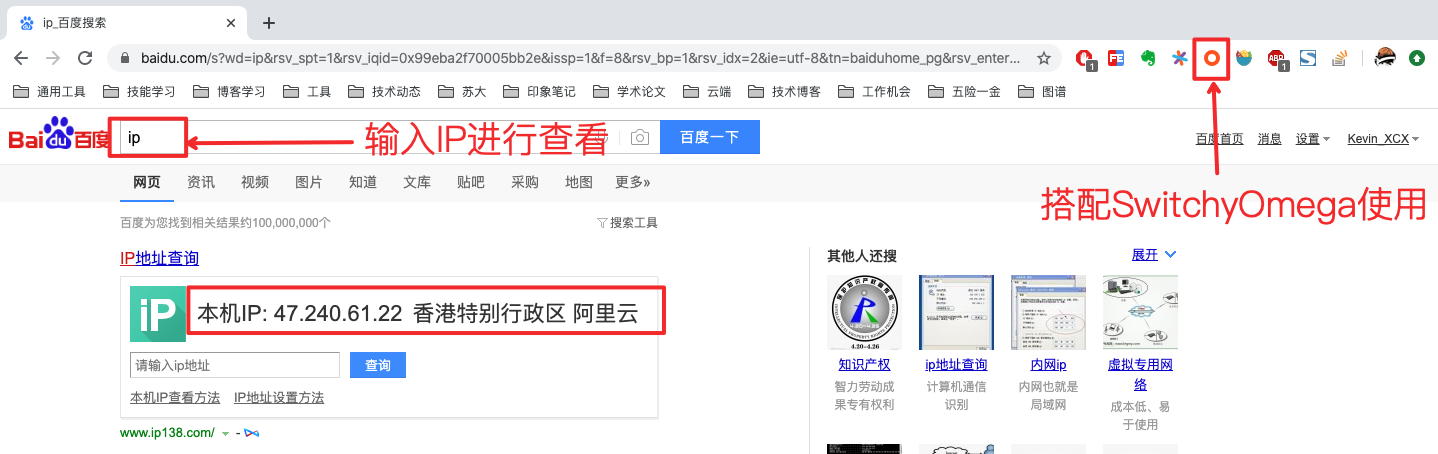 ip_百度搜索
baidu.com/s?wd=ip&rsv_spt=1&rsv_iqid=0x99eba2f70005bb2e&issp=1&f=8&rsv_bp=1&rsv_idx=2&ie=utf-8&tn=baiduhome_pg&rsv_enter...
1 ABP 1
通用工具 技能学习 博客学习 工具 技术动态 苏大 印象笔记 学术论文 云端 技术博客 工作机会 五险一金 图谱
Bai du 百度 ip 输入IP进行查看 百度一下 百度首页 消息 设置 Kevin_XCX
网页 资讯 视频 图片 知道 文库 贴吧 采购 地图 更多»
搭配SwitchyOmega使用
百度为您找到相关结果约100,000,000个 搜索工具
IP地址查询
iP 本机IP: 47.240.61.22 香港特别行政区 阿里云
请输入ip地址 查询
本机IP查看方法 IP地址设置方法
www.ip138.com/ -
其他人还搜 展开
4.20--4.26
知识产权
智力劳动成
果专有权利
ip地址查询
计算机通信
识别
内网ip
内网也就是
局域网
虚拟专用网
络
成本低、易
于使用